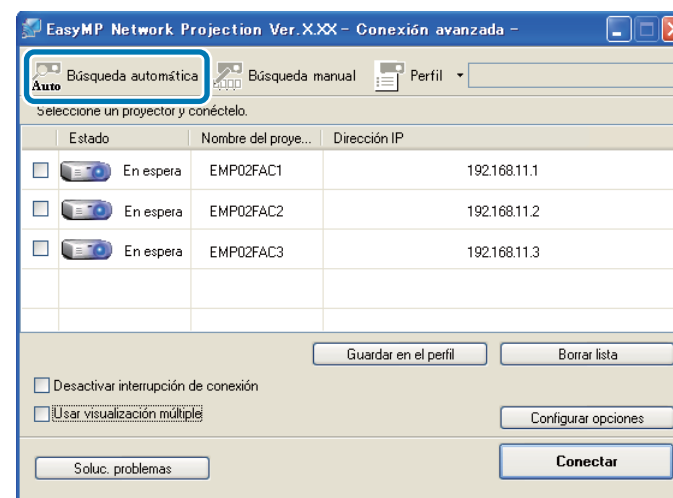 EasyMP Network Projection Ver.X.XX - Conexión avanzada -
Auto Búsqueda automática Búsqueda manual Perfil
Seleccione un proyector y conéctelo.
Estado Nombre del proye... Dirección IP
En espera EMP02FAC1 192.168.11.1
En espera EMP02FAC2 192.168.11.2
En espera EMP02FAC3 192.168.11.3
Guardar en el perfil Borrar lista
Desactivar interrupción de conexión
Usar visualización múltiple
Configurar opciones
Soluc. problemas Conectar